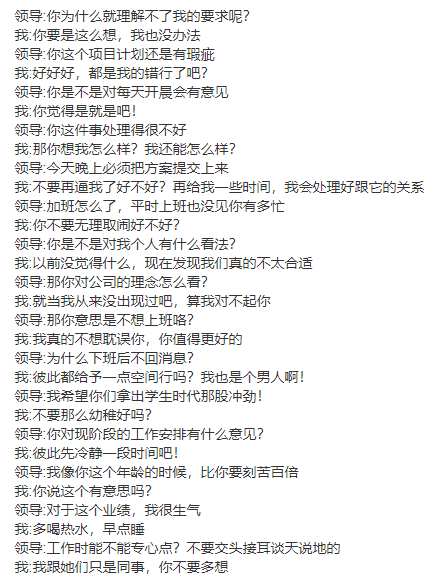 领导:你为什么就理解不了我的要求呢?
我:你要是这么想，我也没办法
领导:你这个项目计划还是有瑕疵
我:好好好，都是我的错行了吧?
领导:你是不是对每天开晨会有意见
我:你觉得是就是吧!
领导:你这件事处理得很不好
我:那你想我怎么样? 我还能怎么样?
领导:今天晚上必须把方案提交上来
我:不要再逼我了好不好? 再给我一些时间，我会处理好跟它的关系
领导:加班怎么了，平时上班也没见你有多忙
我:你不要无理取闹好不好?
领导:你是不是对我个人有什么看法?
我:以前没觉得什么，现在发现我们真的不太合适
领导:那你对公司的理念怎么看?
我:就当我从来没出现过吧，算我对不起你
领导:那你意思是不想上班咯?
我:我真的不想耽误你，你值得更好的
领导:为什么下班后不回消息?
我:彼此都给予一点空间行吗? 我也是个男人啊!
领导:我希望你们拿出学生时代那股冲劲!
我:不要那么幼稚好吗?
领导:你对现阶段的工作安排有什么意见?
我:彼此先冷静一段时间吧!
领导:我像你这个年龄的时候，比你要刻苦百倍
我:你说这个有意思吗?
领导:对于这个业绩，我很生气
我:多喝热水，早点睡
领导:工作时能不能专心点? 不要交头接耳谈天说地的
我:我跟她们只是同事，你不要多想